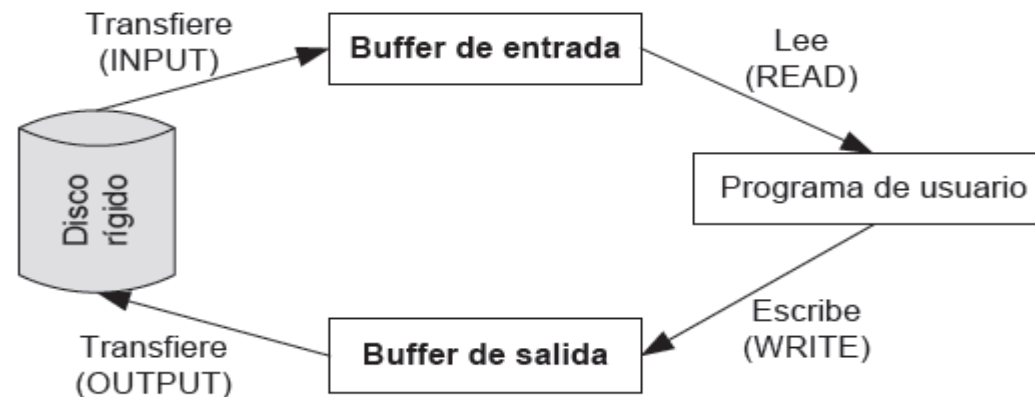 Transfiere
(INPUT)
Buffer de entrada
Lee
(READ)
Disco
rígido
Programa de usuario
Escribe
(WRITE)
Buffer de salida
Transfiere
(OUTPUT)